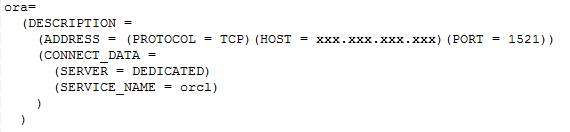 ora=
(DESCRIPTION =
(ADDRESS = (PROTOCOL = TCP)(HOST = xxx.xxx.xxx.xxx)(PORT = 1521))
(CONNECT_DATA =
(SERVER = DEDICATED)
(SERVICE_NAME = orcl)
)
)